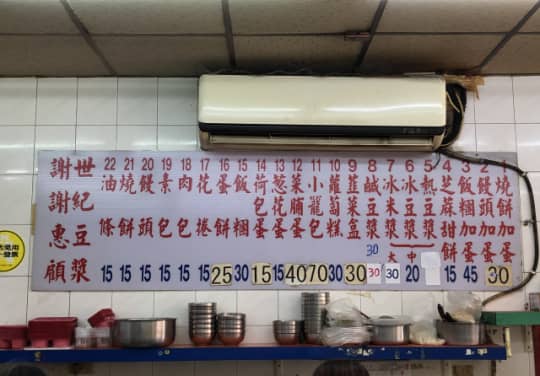 燒餅加蛋 30
2 饅頭加蛋
3 飯糰加蛋 45
4 芝麻甜餅 15
5 熱豆漿
6 冰豆漿 中 20
7 冰米漿 大 30
8 鹹豆漿 30 30
9 韮菜盒 30
10 蘿蔔糕 30
11 小籠包 70
12 菜脯蛋 40
13 蔥花蛋 15
14 荷包蛋 15
15 飯糰 30
16 蛋餅 25
17 花捲 15
18 肉包 15
19 素包 15
20 饅頭 15
21 燒餅 15
22 油條 15
世紀豆漿
謝謝惠顧